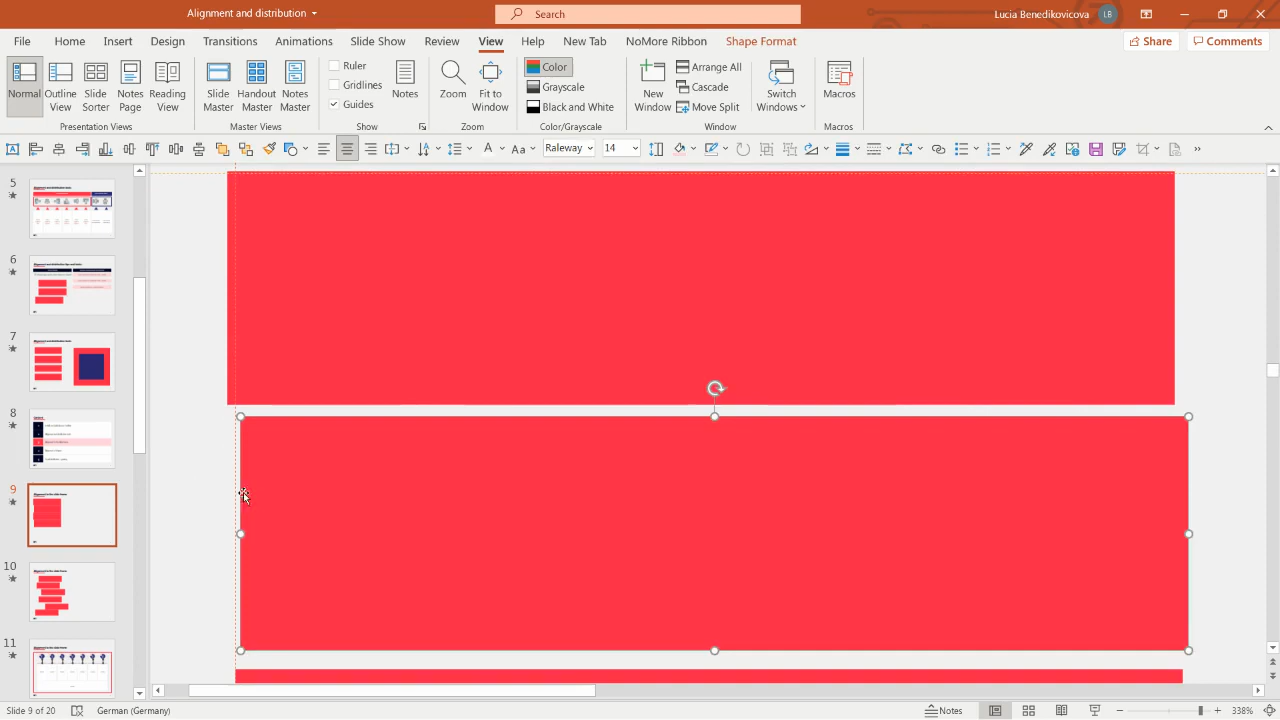 Alignment and distribution
Search
Lucia Benedikovicova
LB
File
Home
Insert
Design
Transitions
Animations
Slide Show
Review
View
Help
New Tab
NoMore Ribbon
Shape Format
Share
Comments
Normal
Outline View
Slide Sorter
Notes Page
Reading View
Presentation Views
Slide Master
Handout Master
Notes Master
Master Views
Ruler
Gridlines
Guides
Show
Notes
Zoom
Fit to Window
Zoom
Color
Grayscale
Black and White
Color/Grayscale
New Window
Arrange All
Cascade
Move Split
Window
Switch Windows
Macros
Macros
Raleway
14
5
6
7
8
9
10
11
Slide 9 of 20
German (Germany)
Notes
338%